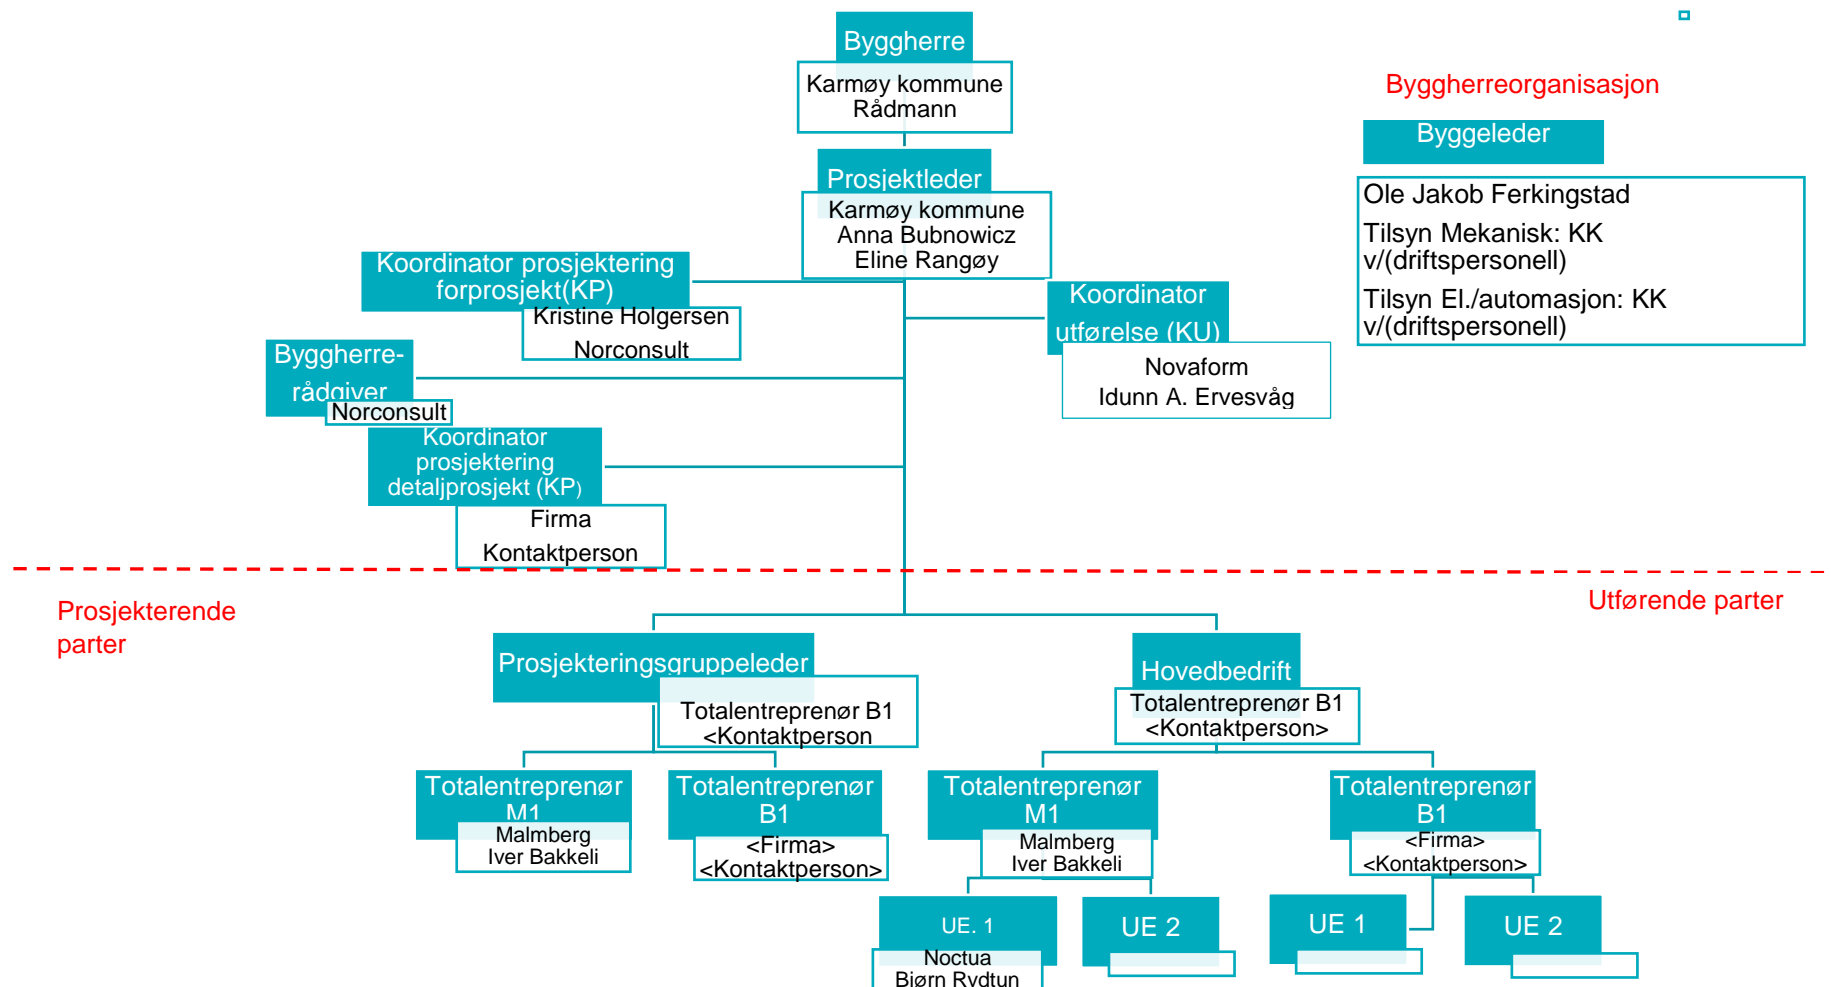 Byggherre
Karmøy kommune
Rådmann
Byggherreorganisasjon
Byggeleder
Ole Jakob Ferkingstad
Tilsyn Mekanisk: KK
v/(driftspersonell)
Tilsyn El./automasjon: KK
v/(driftspersonell)
Prosjektleder
Karmøy kommune
Anna Bubnowicz
Eline Rangøy
Koordinator prosjektering
forprosjekt(KP)
Kristine Holgersen
Norconsult
Koordinator
utførelse (KU)
Novaform
Idunn A. Ervesvåg
Byggherre-
rådgiver
Norconsult
Koordinator
prosjektering
detaljprosjekt (KP)
Firma
Kontaktperson
Prosjekterende
parter
Utførende parter
Prosjekteringsgruppeleder
Totalentreprenør B1
<Kontaktperson
Hovedbedrift
Totalentreprenør B1
<Kontaktperson>
Totalentreprenør
M1
Malmberg
Iver Bakkeli
Totalentreprenør
B1
<Firma>
<Kontaktperson>
Totalentreprenør
M1
Malmberg
Iver Bakkeli
Totalentreprenør
B1
<Firma>
<Kontaktperson>
UE. 1
Noctua
Bjørn Rydtun
UE 2
UE 1
UE 2